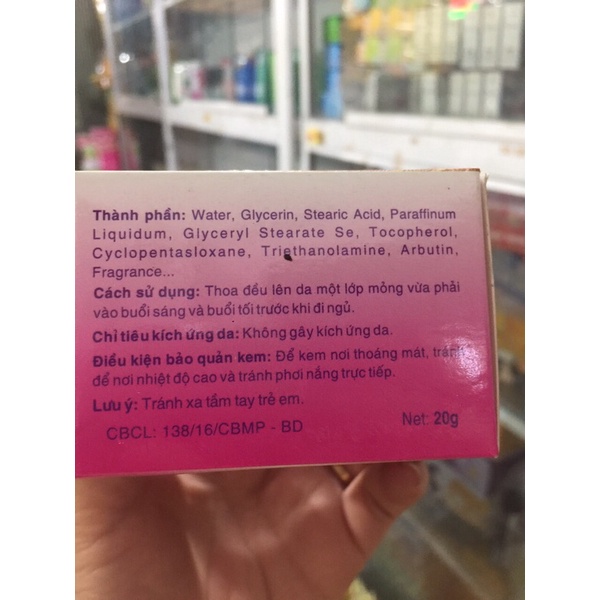 Thành phần: Water, Glycerin, Stearic Acid, Paraffinum
Liquidum, Glyceryl Stearate Se, Tocopherol,
Cyclopentasloxane, Triethanolamine, Arbutin,
Fragrance...
Cách sử dụng: Thoa đều lên da một lớp mỏng vừa phải
vào buổi sáng và buổi tối trước khi đi ngủ.
Chỉ tiêu kích ứng da: Không gây kích ứng da.
Điều kiện bảo quản kem: Để kem nơi thoáng mát, tránh
để nơi nhiệt độ cao và tránh phơi nắng trực tiếp.
Lưu ý: Tránh xa tầm tay trẻ em.
CBCL: 138/16/CBMP - BD
Net: 20g